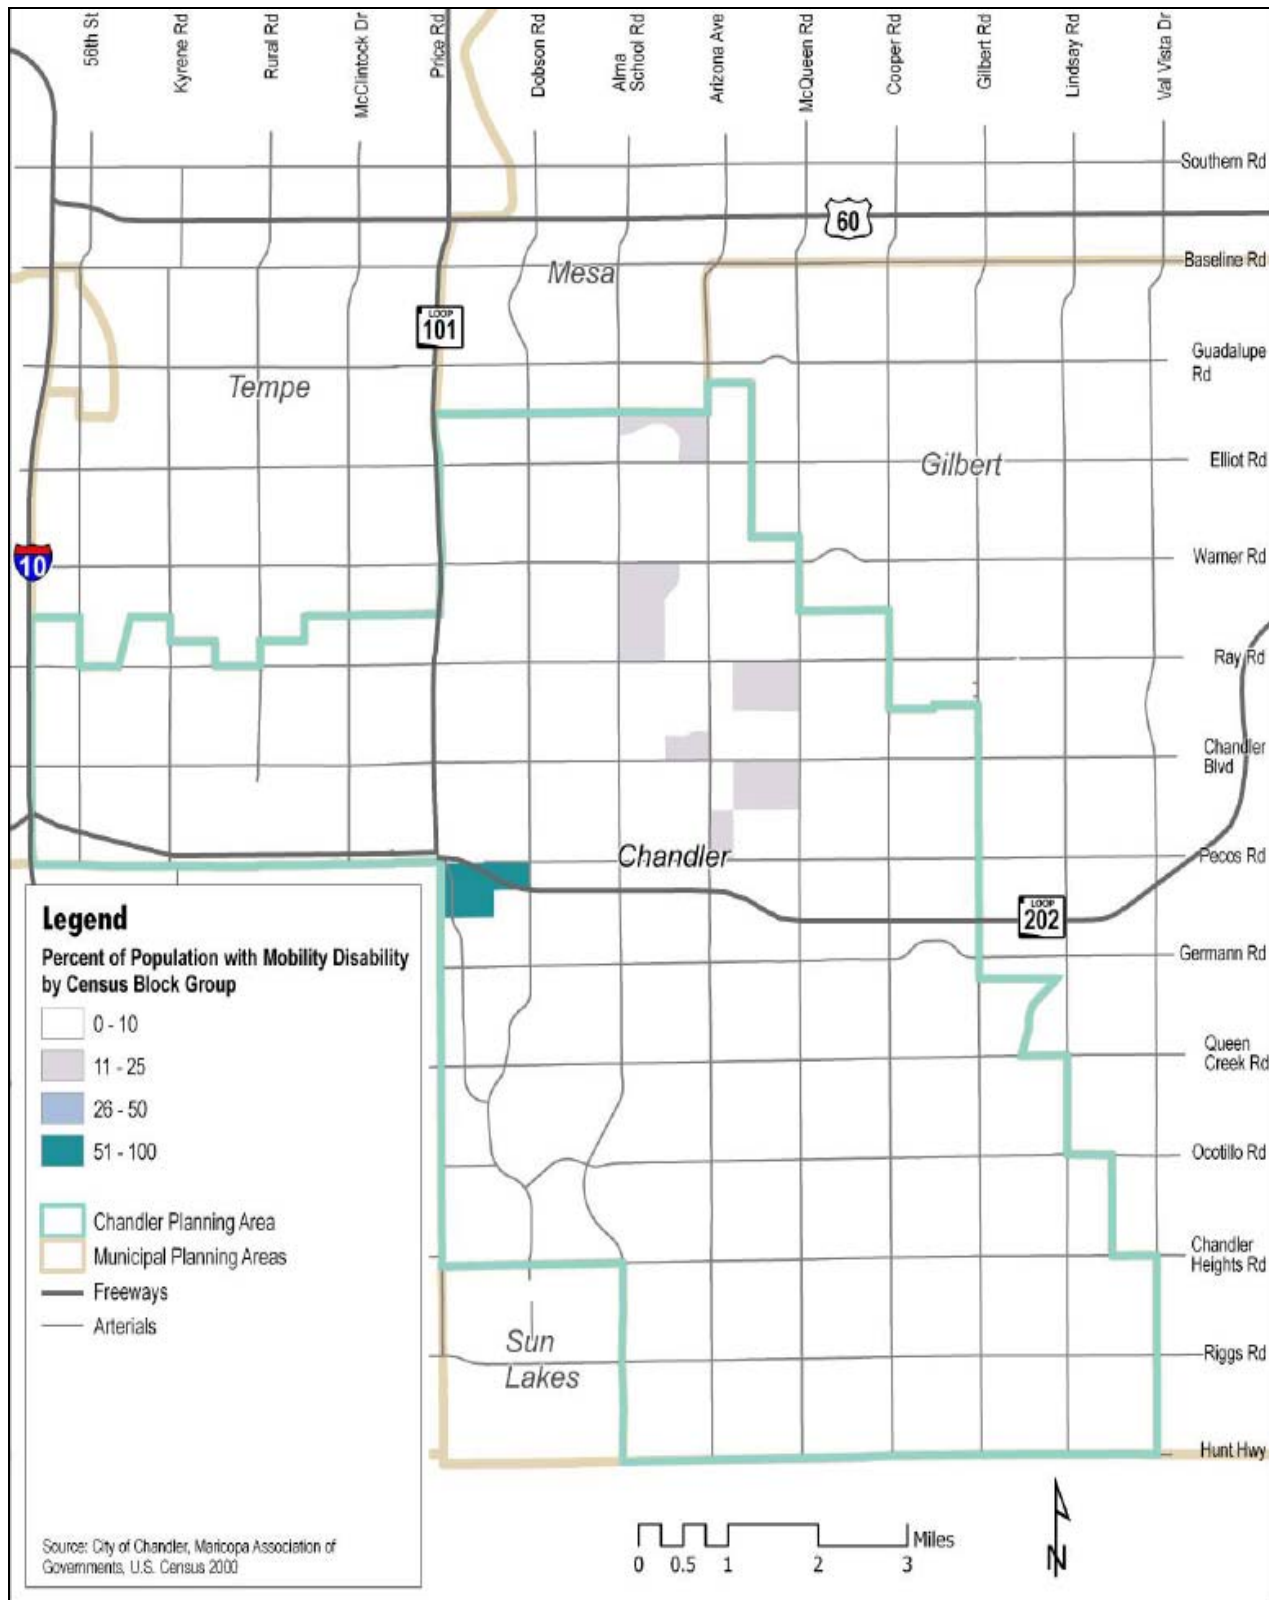 56th St
Kyrene Rd
Rural Rd
McClintock Dr
Price Rd
Dobson Rd
Alma
School Rd
Arizona Ave
McQueen Rd
Cooper Rd
Gilbert Rd
Lindsay Rd
Val Vista Dr
Southern Rd
60
Baseline Rd
Mesa
LOOP
101
Guadalupe
Rd
Tempe
Elliot Rd
Gilbert
Warner Rd
10
Ray Rd
Chandler
Blvd
Chandler
Pecos Rd
LOOP
202
Germann Rd
Queen
Creek Rd
Ocotillo Rd
Chandler
Heights Rd
Sun
Lakes
Riggs Rd
Hunt Hwy
Legend
Percent of Population with Mobility Disability
by Census Block Group
0 - 10
11 - 25
26 - 50
51 - 100
Chandler Planning Area
Municipal Planning Areas
Freeways
Arterials
Source: City of Chandler, Maricopa Association of
Governments, U.S. Census 2000
Miles
0 0.5 1 2 3
N